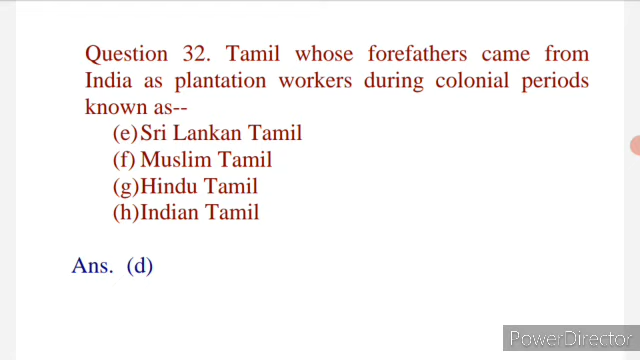 Question 32. Tamil whose forefathers came from
India as plantation workers during colonial periods
known as--
(e) Sri Lankan Tamil
(f) Muslim Tamil
(g)Hindu Tamil
(h)Indian Tamil
Ans. (d)
PowerDirector